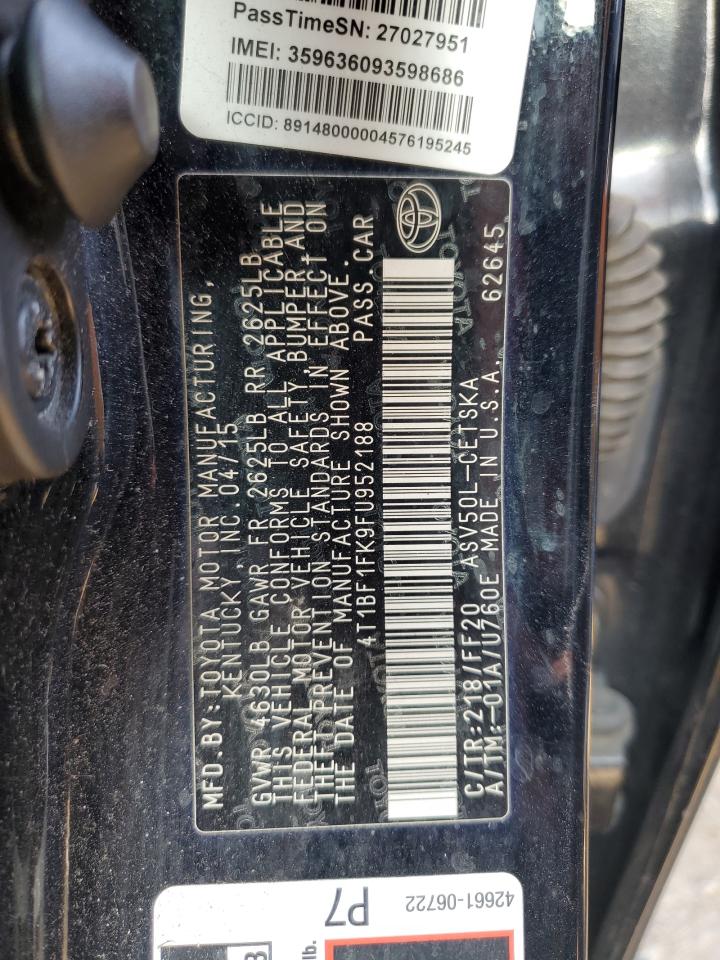 PassTimeSN: 27027951
IMEI: 359636093598686
ICCID: 89148000004576195245
MFD. BY: TOYOTA MOTOR MANUFACTURING,
KENTUCKY, INC. 04/15
GVWR 4630LB GAWR FR 2625LB RR 2625LB
THIS VEHICLE CONFORMS TO ALL APPLICABLE
FEDERAL MOTOR VEHICLE SAFETY, BUMPER AND
THEFT PREVENTION STANDARDS IN EFFECT ON
THE DATE OF MANUFACTURE SHOWN ABOVE.
4T1BF1FK9FU952188 PASS.CAR
C/TR:218/FF20 ASV50L-CETSKA
A/TM:-01A/U760E MADE IN U.S.A. 62645
42661-06722
P7
lb.